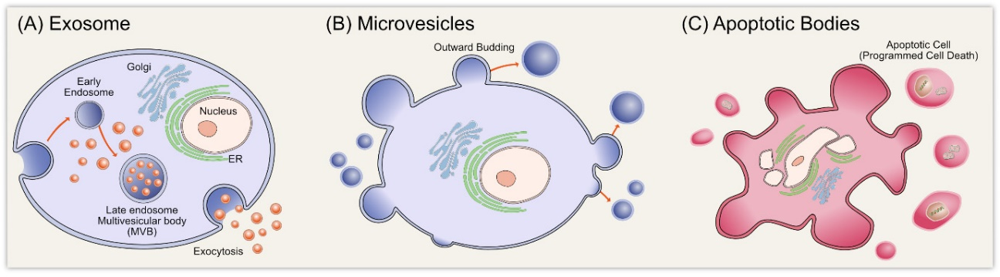 (A) Exosome
Golgi
Early
Endosome
Nucleus
ER
Late endosome
Multivesicular body
(MVB)
Exocytosis
(B) Microvesicles
Outward Budding
(C) Apoptotic Bodies
Apoptotic Cell
(Programmed Cell Death)